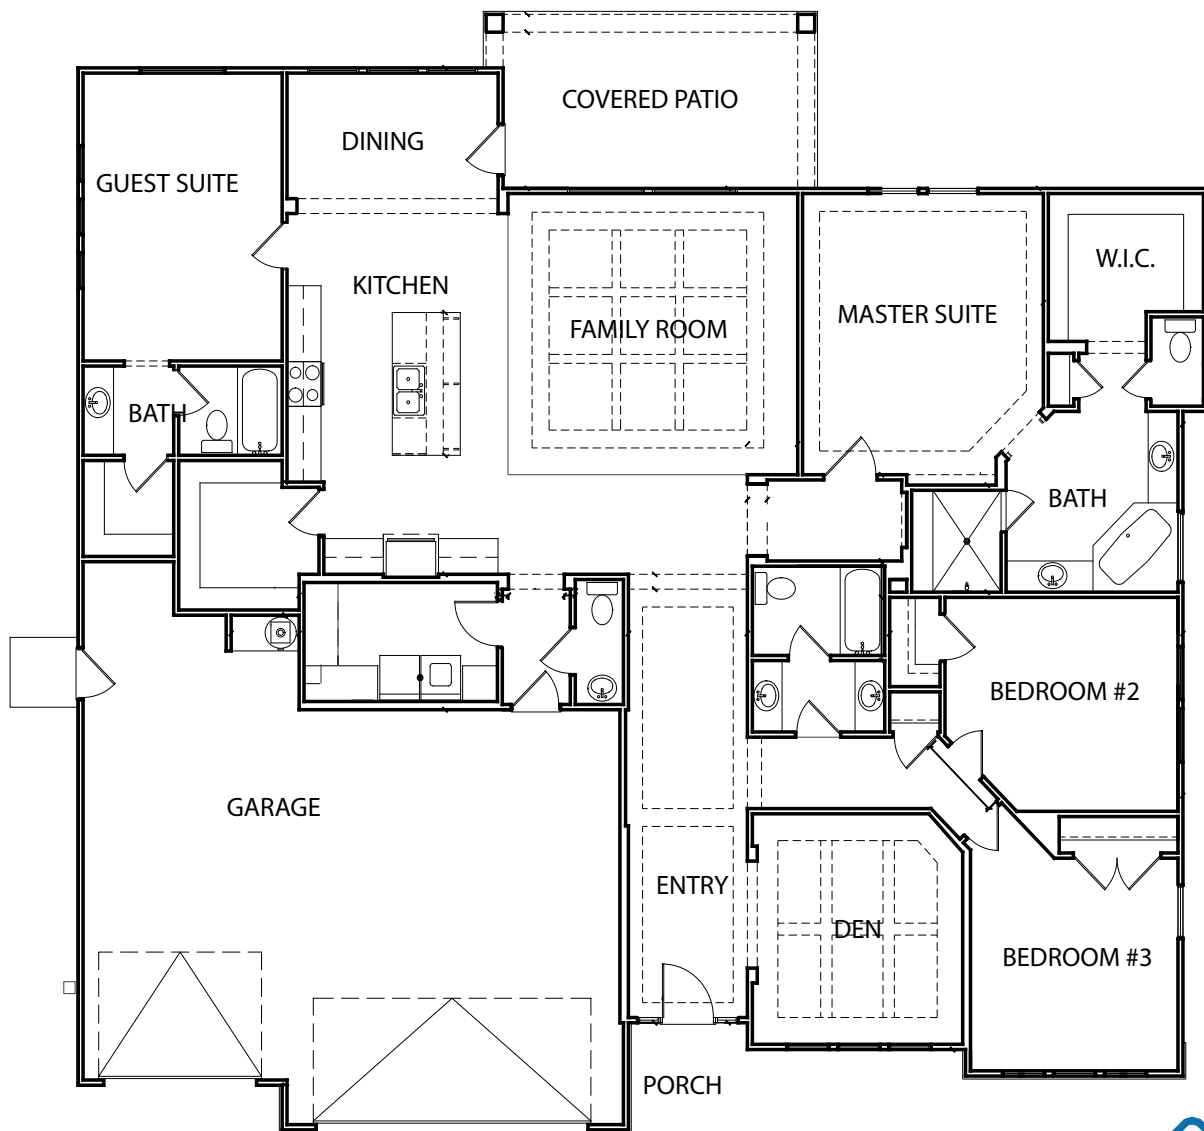 COVERED PATIO
DINING
GUEST SUITE
W.I.C.
KITCHEN
MASTER SUITE
FAMILY ROOM
BATH
BATH
BEDROOM #2
GARAGE
ENTRY
DEN
BEDROOM #3
PORCH